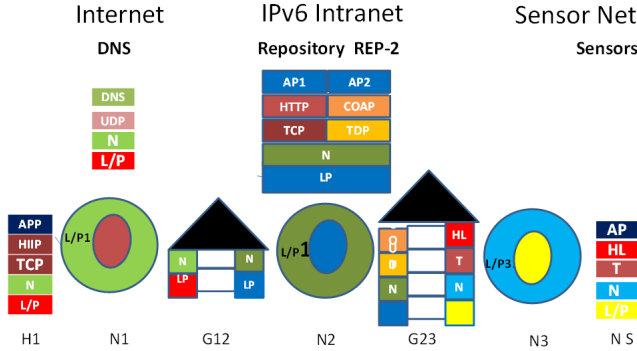 Internet IPv6 Intranet Sensor Net
DNS Repository REP-2 Sensors
AP1 AP2
DNS HTTP COAP
UDP TCP TDP
N N
L/P LP
APP HL AP
HIIP L/P1 L/P1 L/P3 HL
TCP N N T T
N LP LP N N N
L/P L/P
H1 N1 G12 N2 G23 N3 N S